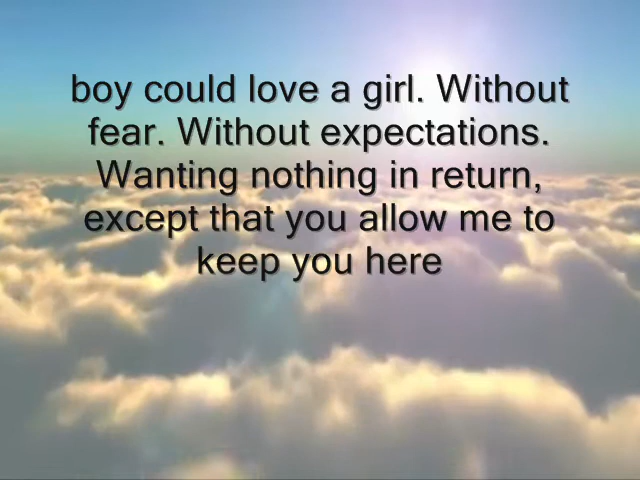 boy could love a girl. Without
fear. Without expectations.
Wanting nothing in return,
except that you allow me to
keep you here